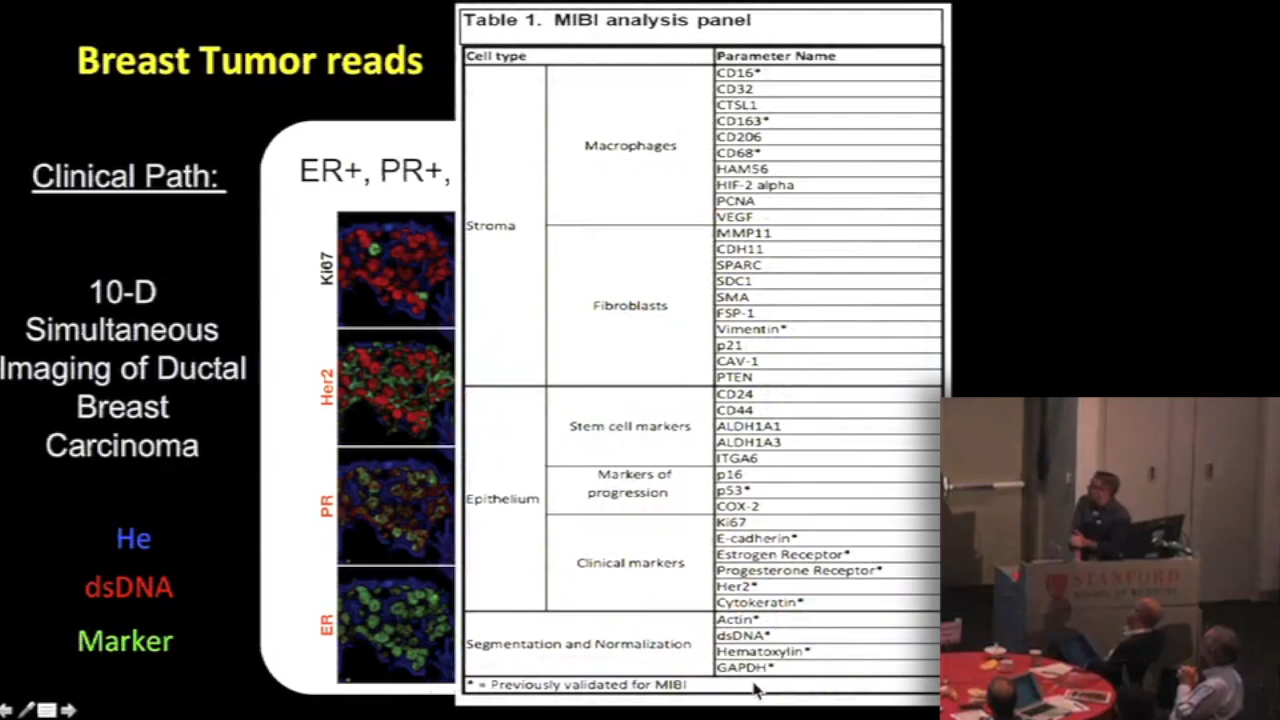 Breast Tumor reads
Clinical Path:
10-D
Simultaneous
Imaging of Ductal
Breast
Carcinoma
He
dsDNA
Marker
ER+, PR+,
Ki67
Her2
PR
ER
Table 1. MIBI analysis panel
Cell type Parameter Name
Stroma
Macrophages
CD16*
CD32
CTSL1
CD163*
CD206
CD68*
HAM56
HIF-2 alpha
PCNA
VEGF
Fibroblasts
MMP11
CDH11
SPARC
SDC1
SMA
FSP-1
Vimentin*
p21
CAV-1
PTEN
Epithelium
Stem cell markers
CD24
CD44
ALDH1A1
ALDH1A3
ITGA6
Markers of
progression
p16
p53*
COX-2
Clinical markers
Ki67
E-cadherin*
Estrogen Receptor*
Progesterone Receptor*
Her2*
Cytokeratin*
Segmentation and Normalization
Actin*
dsDNA*
Hematoxylin*
GAPDH*
* = Previously validated for MIBI
STANFORD
SCHOOL OF MEDICINE